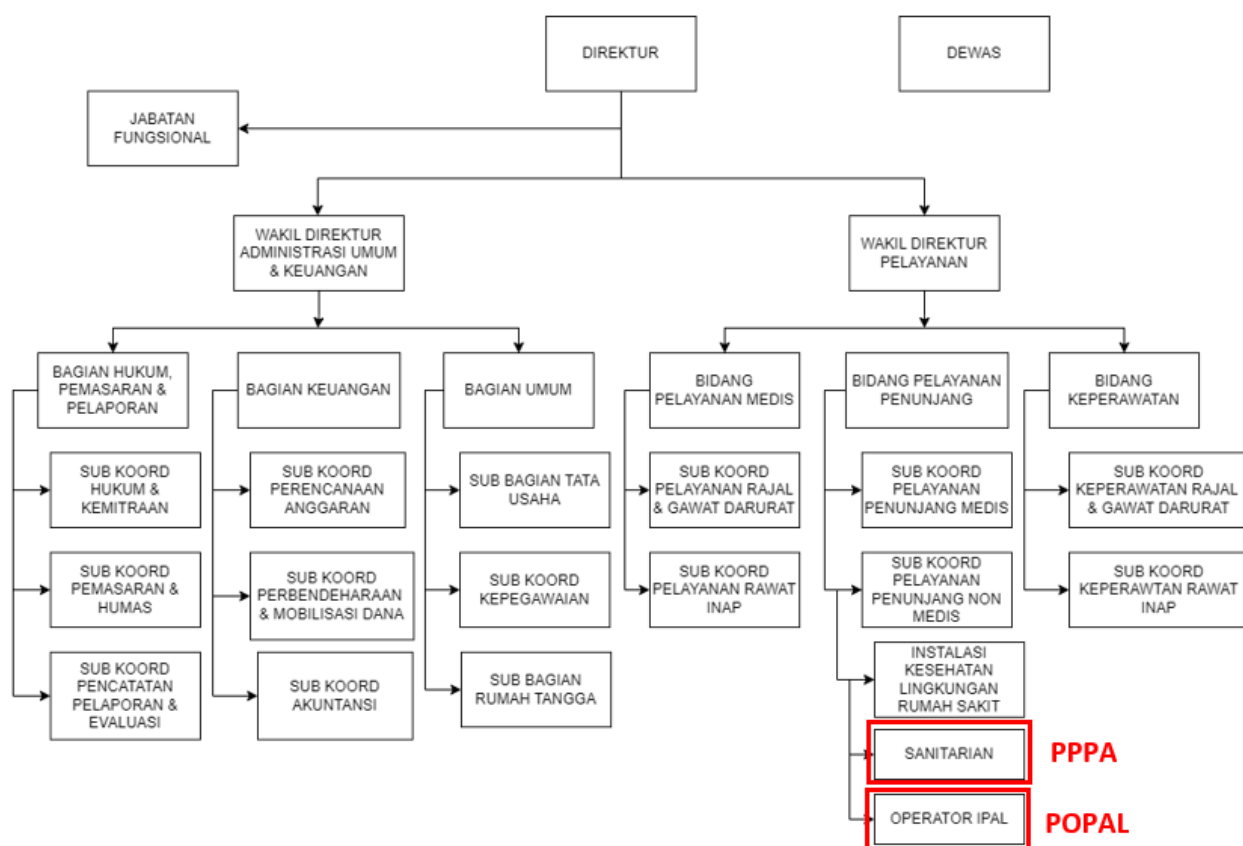 DIREKTUR
DEWAS
JABATAN
FUNGSIONAL
WAKIL DIREKTUR
ADMINISTRASI UMUM
& KEUANGAN
WAKIL DIREKTUR
PELAYANAN
BAGIAN HUKUM,
PEMASARAN &
PELAPORAN
BAGIAN KEUANGAN
BAGIAN UMUM
BIDANG
PELAYANAN MEDIS
BIDANG PELAYANAN
PENUNJANG
BIDANG
KEPERAWATAN
SUB KOORD
HUKUM &
KEMITRAAN
SUB KOORD
PERENCANAAN
ANGGARAN
SUB BAGIAN TATA
USAHA
SUB KOORD
PELAYANAN RAJAL
& GAWAT DARURAT
SUB KOORD
PELAYANAN
PENUNJANG MEDIS
SUB KOORD
KEPERAWATAN RAJAL
& GAWAT DARURAT
SUB KOORD
PEMASARAN &
HUMAS
SUB KOORD
PERBENDEHARAAN
& MOBILISASI DANA
SUB KOORD
KEPEGAWAIAN
SUB KOORD
PELAYANAN RAWAT
INAP
SUB KOORD
PELAYANAN
PENUNJANG NON
MEDIS
SUB KOORD
KEPERAWTAN RAWAT
INAP
SUB KOORD
PENCATATAN
PELAPORAN &
EVALUASI
SUB KOORD
AKUNTANSI
SUB BAGIAN
RUMAH TANGGA
INSTALASI
KESEHATAN
LINGKUNGAN
RUMAH SAKIT
SANITARIAN
PPPA
OPERATOR IPAL
POPAL